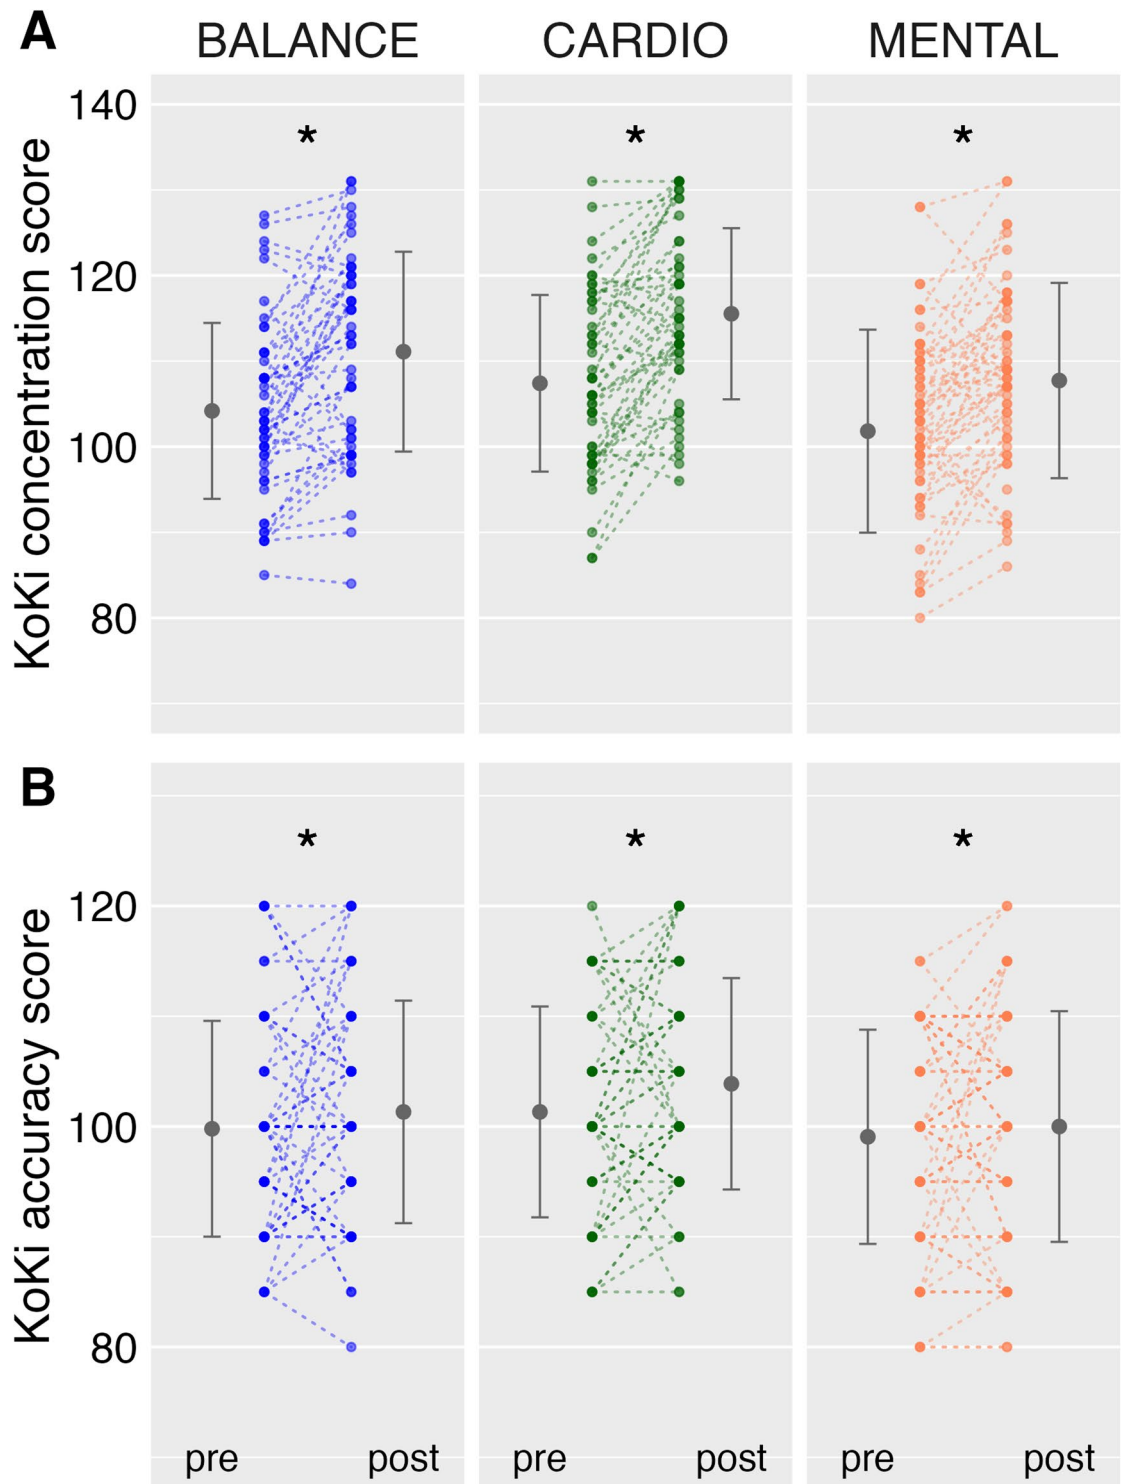 A
BALANCE CARDIO MENTAL
KoKi concentration score
140
120
100
80
* * *
B
KoKi accuracy score
120
100
80
* * *
pre post pre post pre post